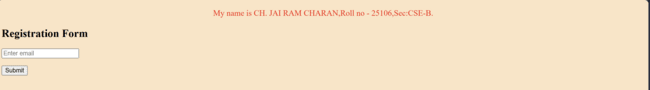 My name is CH. JAI RAM CHARAN,Roll no - 25106,Sec:CSE-B.
Registration Form
Enter email
Submit